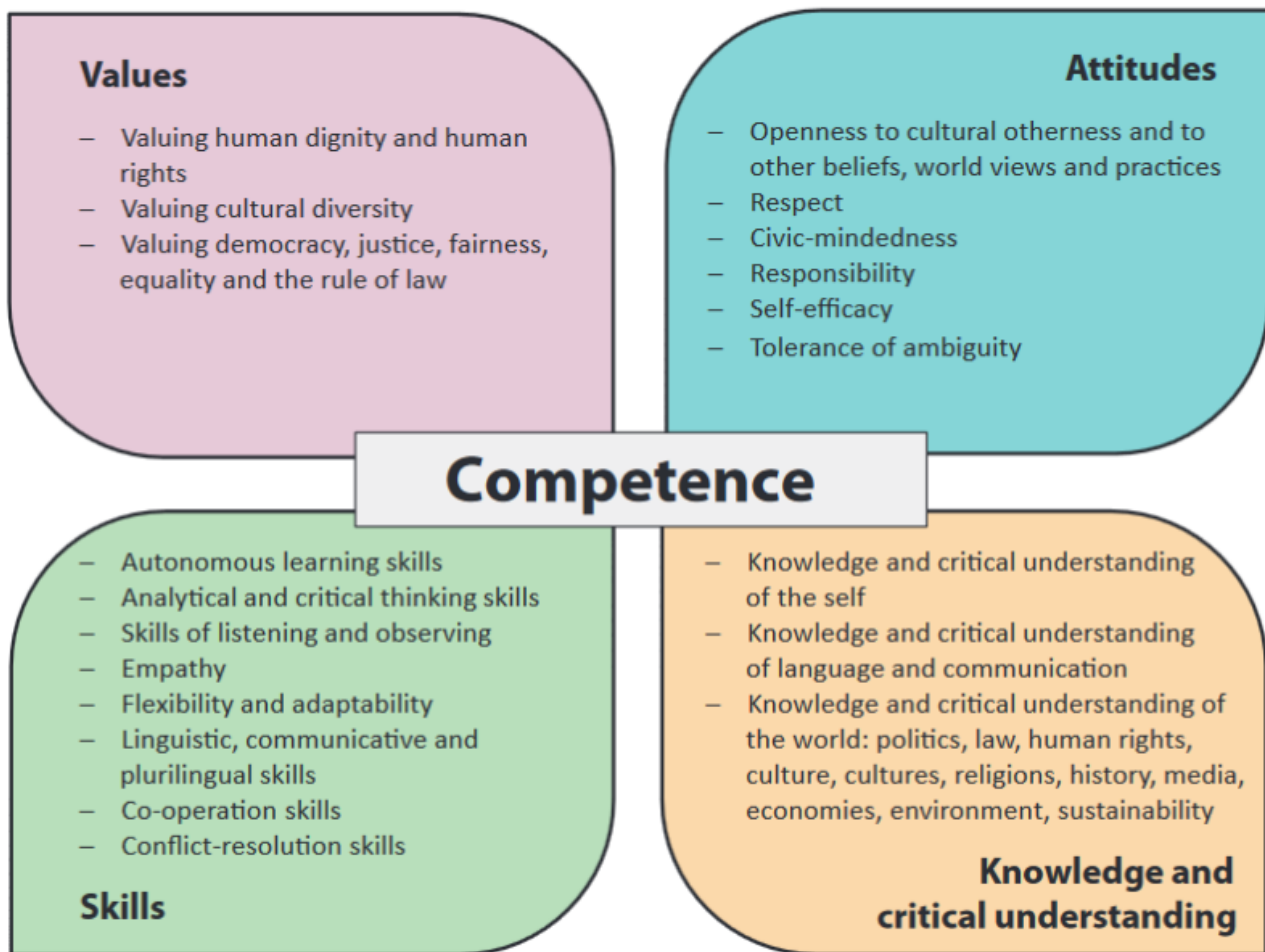 Values
– Valuing human dignity and human
rights
– Valuing cultural diversity
– Valuing democracy, justice, fairness,
equality and the rule of law
Attitudes
– Openness to cultural otherness and to
other beliefs, world views and practices
– Respect
– Civic-mindedness
– Responsibility
– Self-efficacy
– Tolerance of ambiguity
Competence
– Autonomous learning skills
– Analytical and critical thinking skills
– Skills of listening and observing
– Empathy
– Flexibility and adaptability
– Linguistic, communicative and
plurilingual skills
– Co-operation skills
– Conflict-resolution skills
Skills
– Knowledge and critical understanding
of the self
– Knowledge and critical understanding
of language and communication
– Knowledge and critical understanding of
the world: politics, law, human rights,
culture, cultures, religions, history, media,
economies, environment, sustainability
Knowledge and
critical understanding